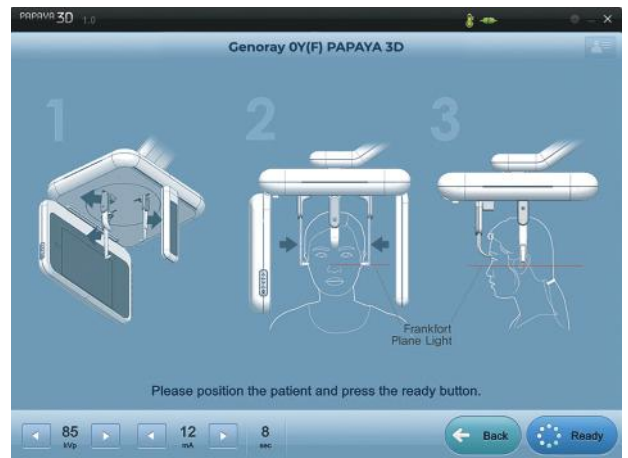 PAPAYA 3D 1.0
Genoray 0Y(F) PAPAYA 3D
1
2
3
Frankfort
Plane Light
Please position the patient and press the ready button.
85
kVp
12
mA
8
sec
Back
Ready